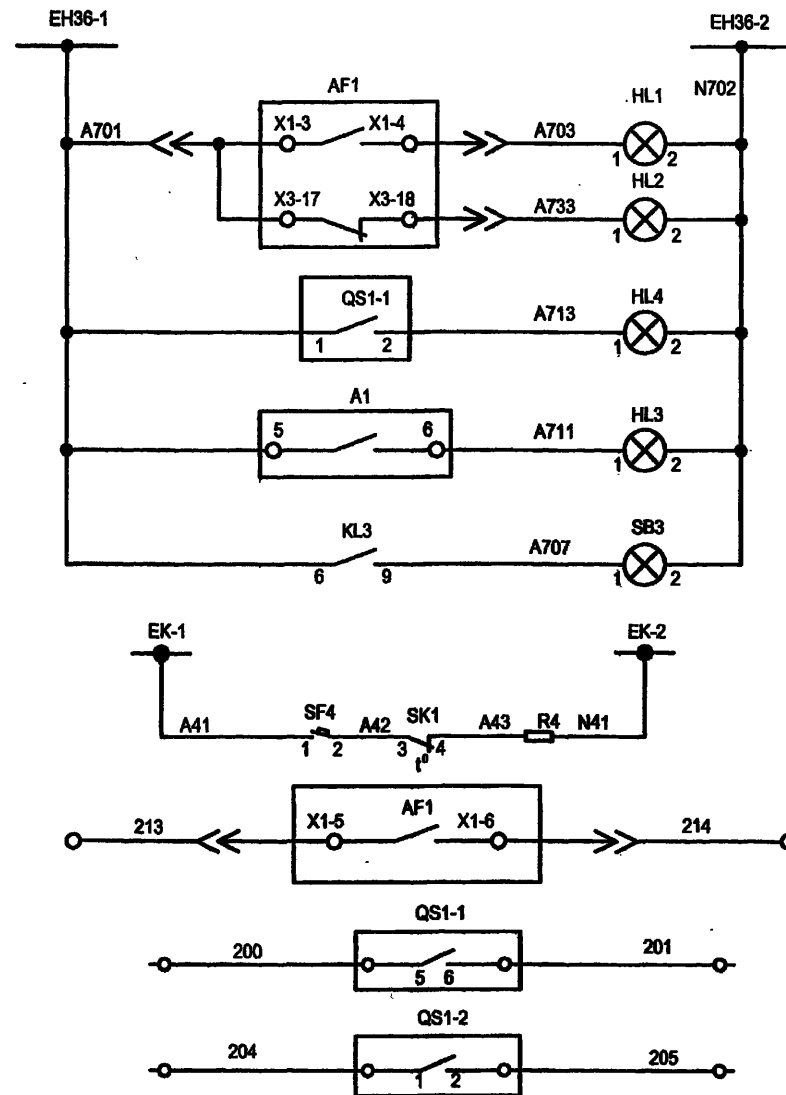 EH36-1 EH36-2
AF1 N702 HL1
A701 X1-3 X1-4 A703
1 2
HL2
X3-17 X3-18 A733
1 2
QS1-1 HL4
A713
1 2 1 2
A1 HL3
5 6 A711
1 2
KL3 SB3
A707
6 9 1 2
EK-1 EK-2
A41 SF4 A42 SK1 A43 R4 N41
1 2 3 4
t⁰
AF1
213 X1-5 X1-6 214
QS1-1
200 201
5 6
QS1-2
204 205
1 2